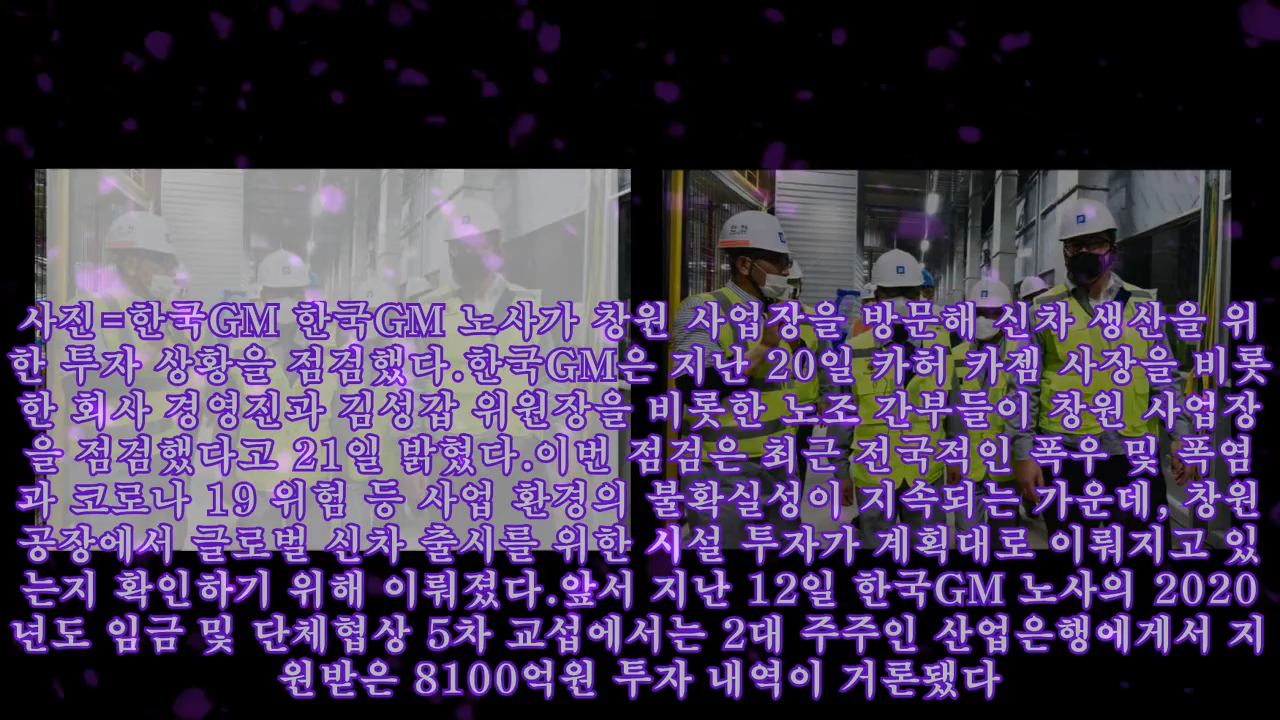 사진=한국GM 한국GM 노사가 창원 사업장을 방문해 신차 생산을 위
한 투자 상황을 점검했다.한국GM은 지난 20일 카허 카젬 사장을 비롯
한 회사 경영진과 김성갑 위원장을 비롯한 노조 간부들이 창원 사업장
을 점겸했다고 21일 밝혔다.이번 점검은 최근 전국적인 폭우 및 폭염
과 코로나 19 위험 등 사업 환경의 불확실성이 지속되는 가운데, 창원
공장에서 글로벌 신차 출시를 위한 시설 투자가 계획대로 이뤄지고 있
는지 확인하기 위해 이뤄졌다.앞서 지난 12일 한국GM 노사의 2020
년도 임금 및 단체협상 5차 교섭에서는 2대 주주인 산업은행에게서 지
원받은 8100억원 투자 내역이 거론됐다